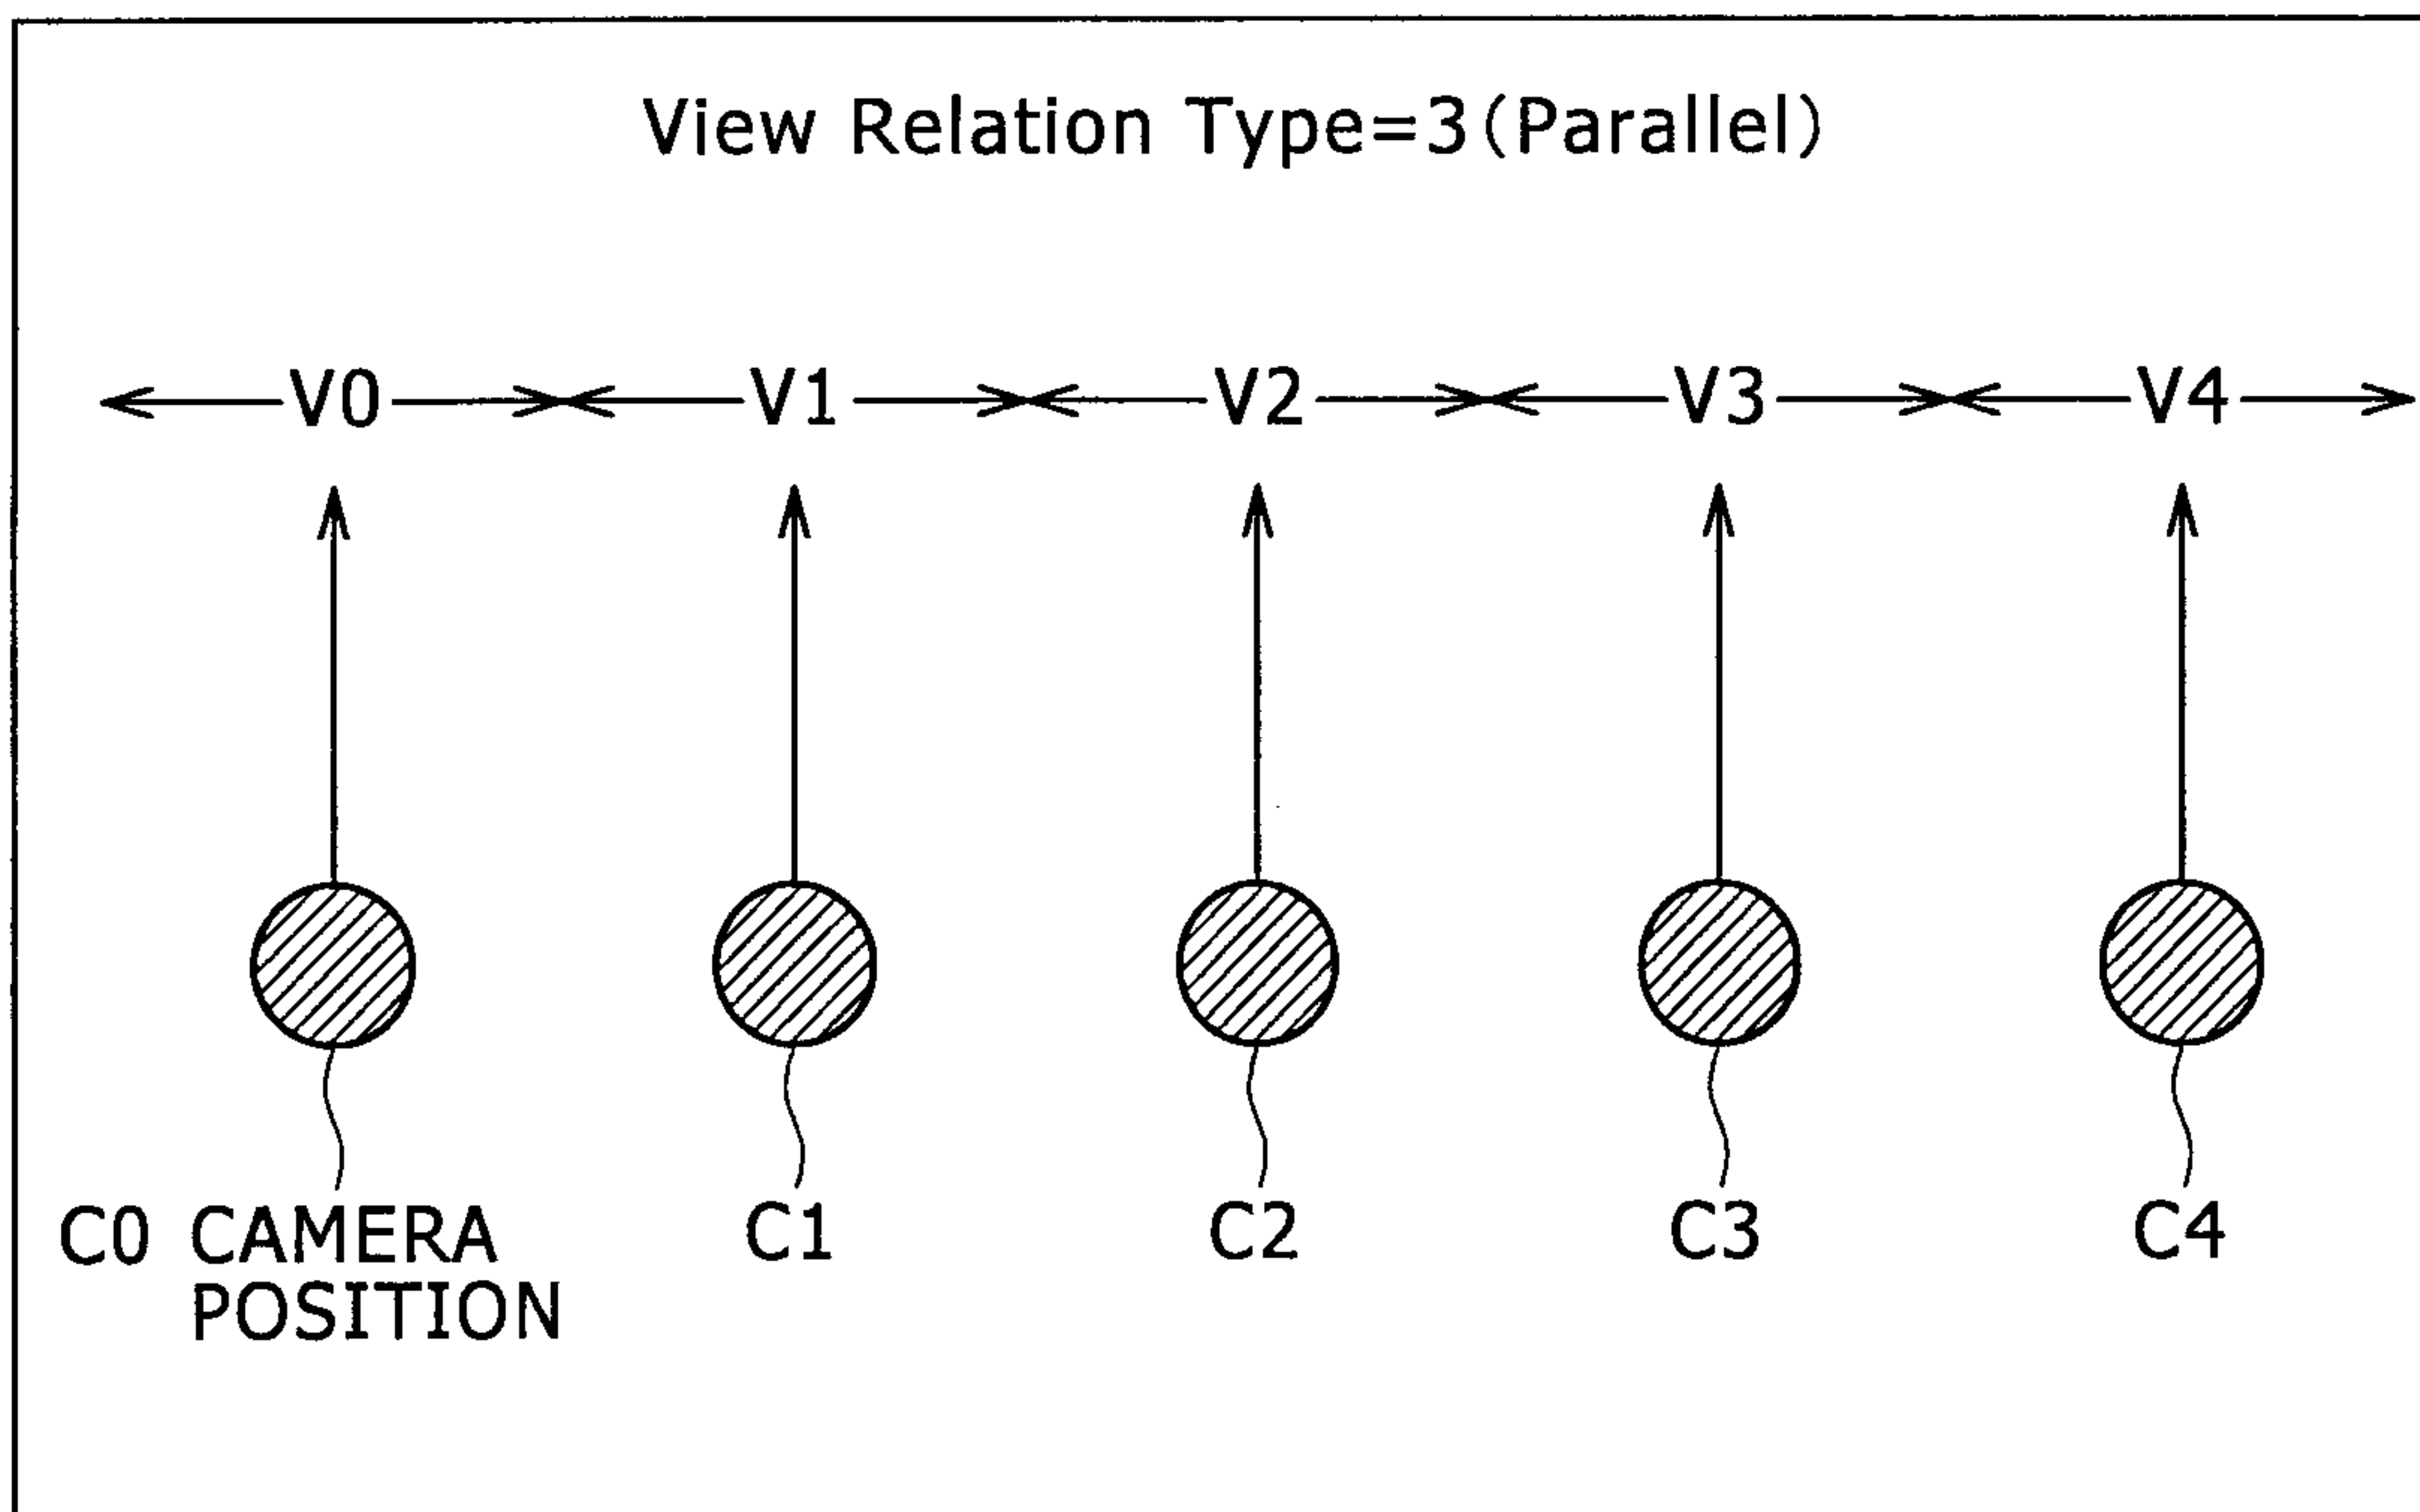 View Relation Type=3(Parallel)
V0 V1 V2 V3 V4
C0 CAMERA POSITION C1 C2 C3 C4